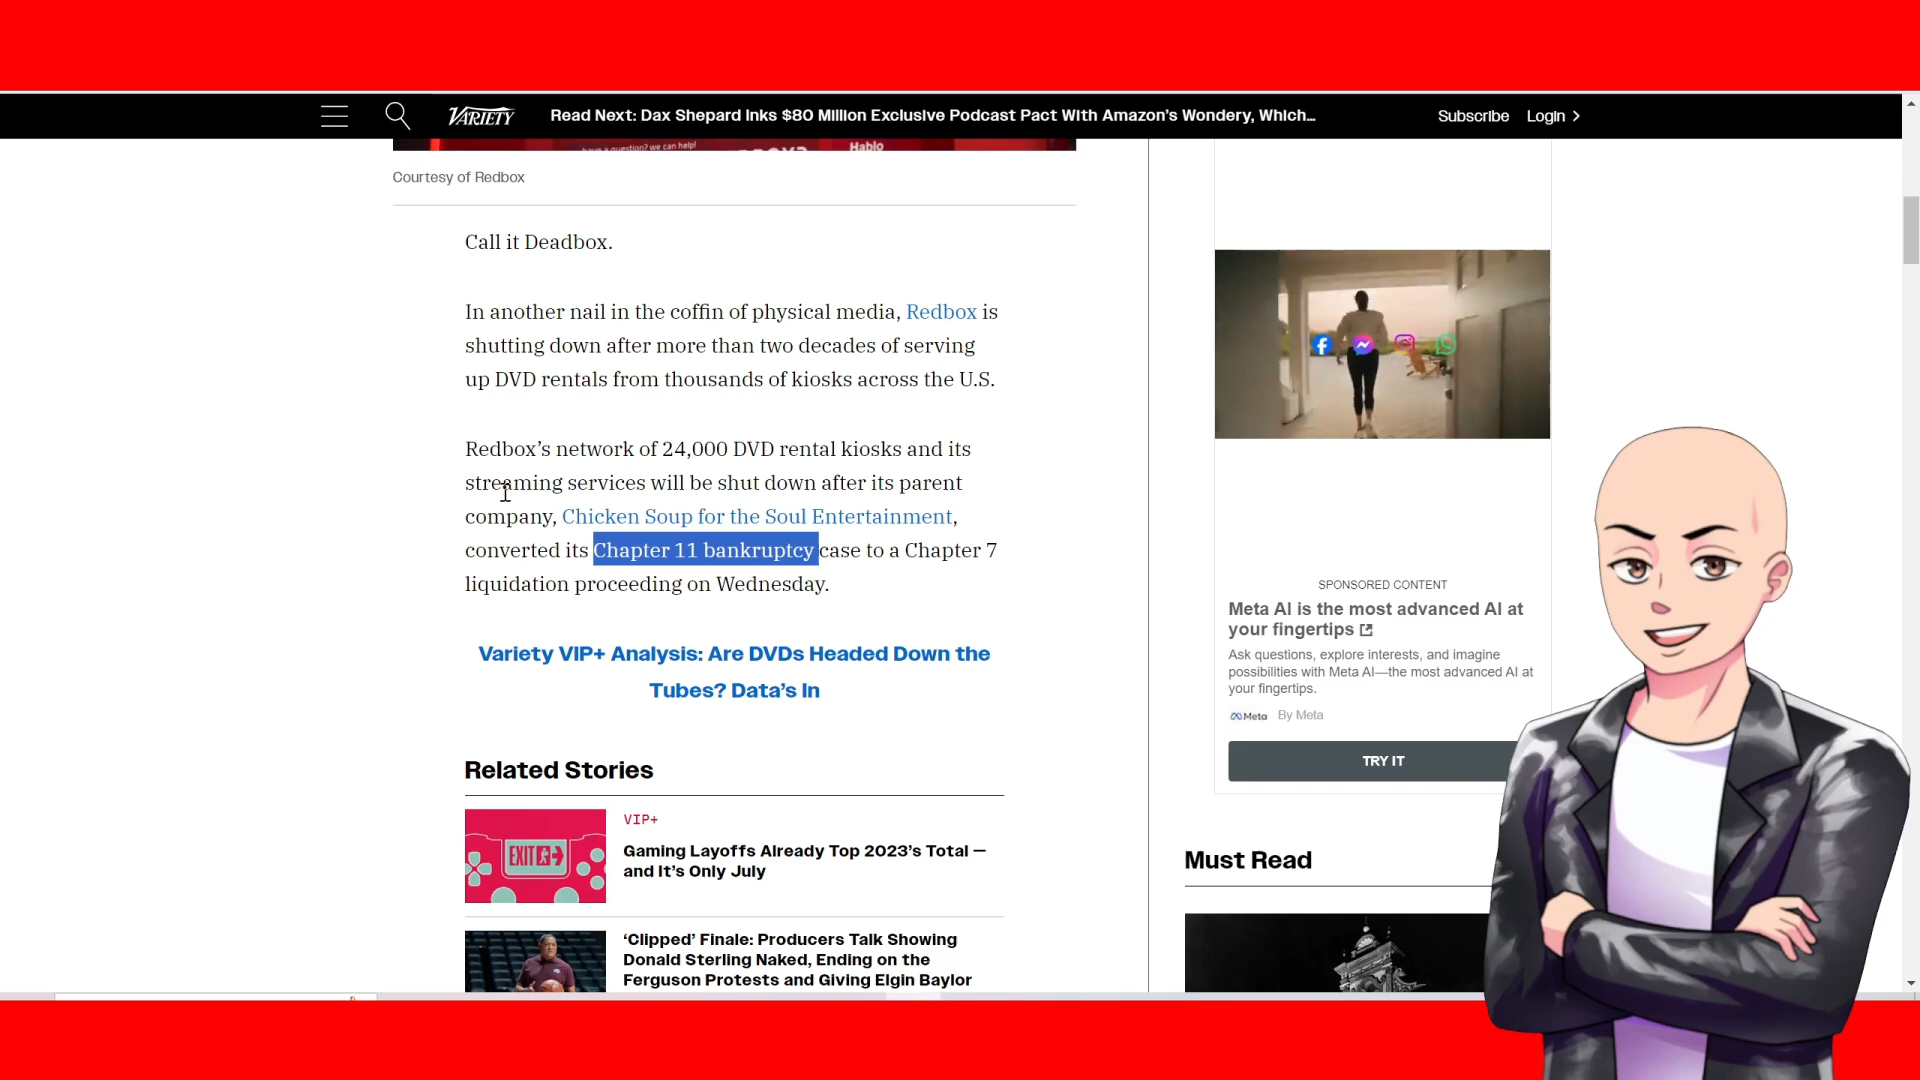 VARIETY
Read Next: Dax Shepard Inks $80 Million Exclusive Podcast Pact With Amazon's Wondery, Which...
Subscribe
Login
have a question? we can help!
Hablo
Courtesy of Redbox
Call it Deadbox.
In another nail in the coffin of physical media, Redbox is
shutting down after more than two decades of serving
up DVD rentals from thousands of kiosks across the U.S.
Redbox’s network of 24,000 DVD rental kiosks and its
streaming services will be shut down after its parent
company, Chicken Soup for the Soul Entertainment,
converted its Chapter 11 bankruptcy case to a Chapter 7
liquidation proceeding on Wednesday.
Variety VIP+ Analysis: Are DVDs Headed Down the
Tubes? Data's In
Related Stories
EXIT
VIP+
Gaming Layoffs Already Top 2023's Total —
and It's Only July
‘Clipped’ Finale: Producers Talk Showing
Donald Sterling Naked, Ending on the
Ferguson Protests and Giving Elgin Baylor
SPONSORED CONTENT
Meta AI is the most advanced AI at
your fingertips
Ask questions, explore interests, and imagine
possibilities with Meta AI—the most advanced AI at
your fingertips.
Meta
By Meta
TRY IT
Must Read